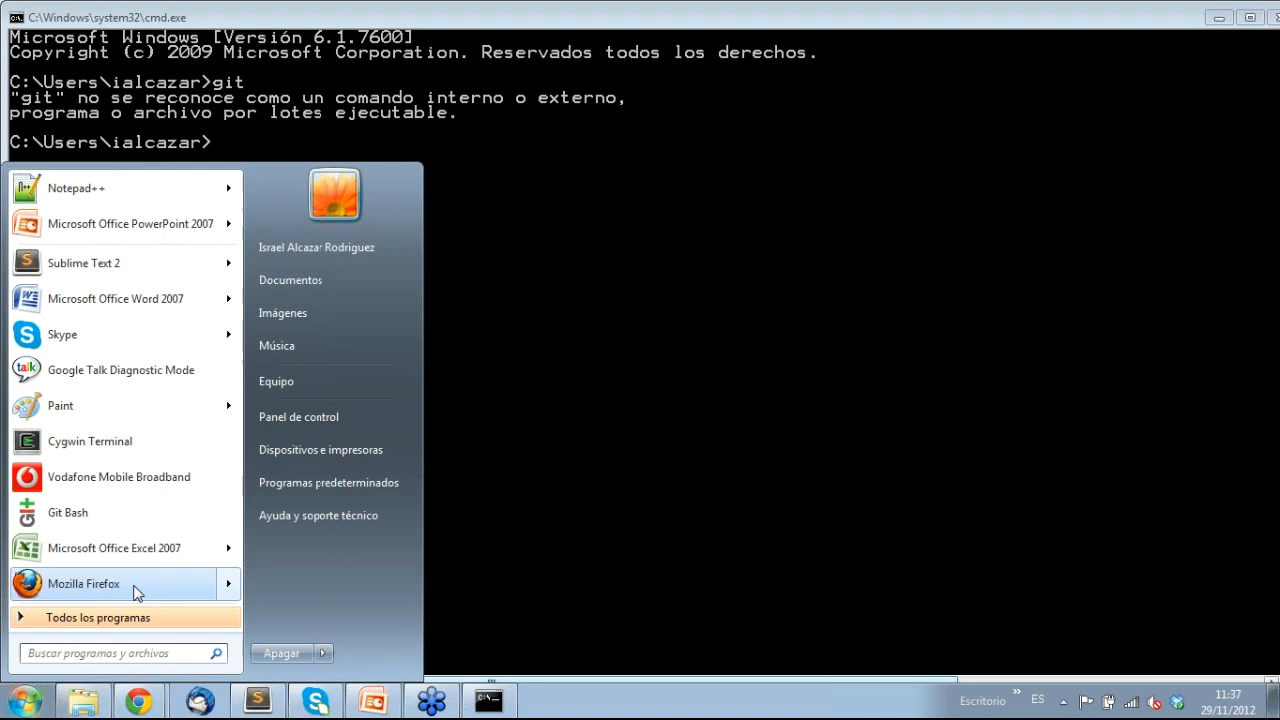 C:\Windows\system32\cmd.exe
Microsoft Windows [Versión 6.1.7600]
Copyright (c) 2009 Microsoft Corporation. Reservados todos los derechos.
C:\Users\ialcazar>git
"git" no se reconoce como un comando interno o externo,
programa o archivo por lotes ejecutable.
C:\Users\ialcazar>
Notepad++
Microsoft Office PowerPoint 2007
Sublime Text 2
Microsoft Office Word 2007
Skype
Google Talk Diagnostic Mode
Paint
Cygwin Terminal
Vodafone Mobile Broadband
Git Bash
Microsoft Office Excel 2007
Mozilla Firefox
Todos los programas
Buscar programas y archivos
Israel Alcazar Rodriguez
Documentos
Imágenes
Música
Equipo
Panel de control
Dispositivos e impresoras
Programas predeterminados
Ayuda y soporte técnico
Apagar
Escritorio
ES
11:37
29/11/2012